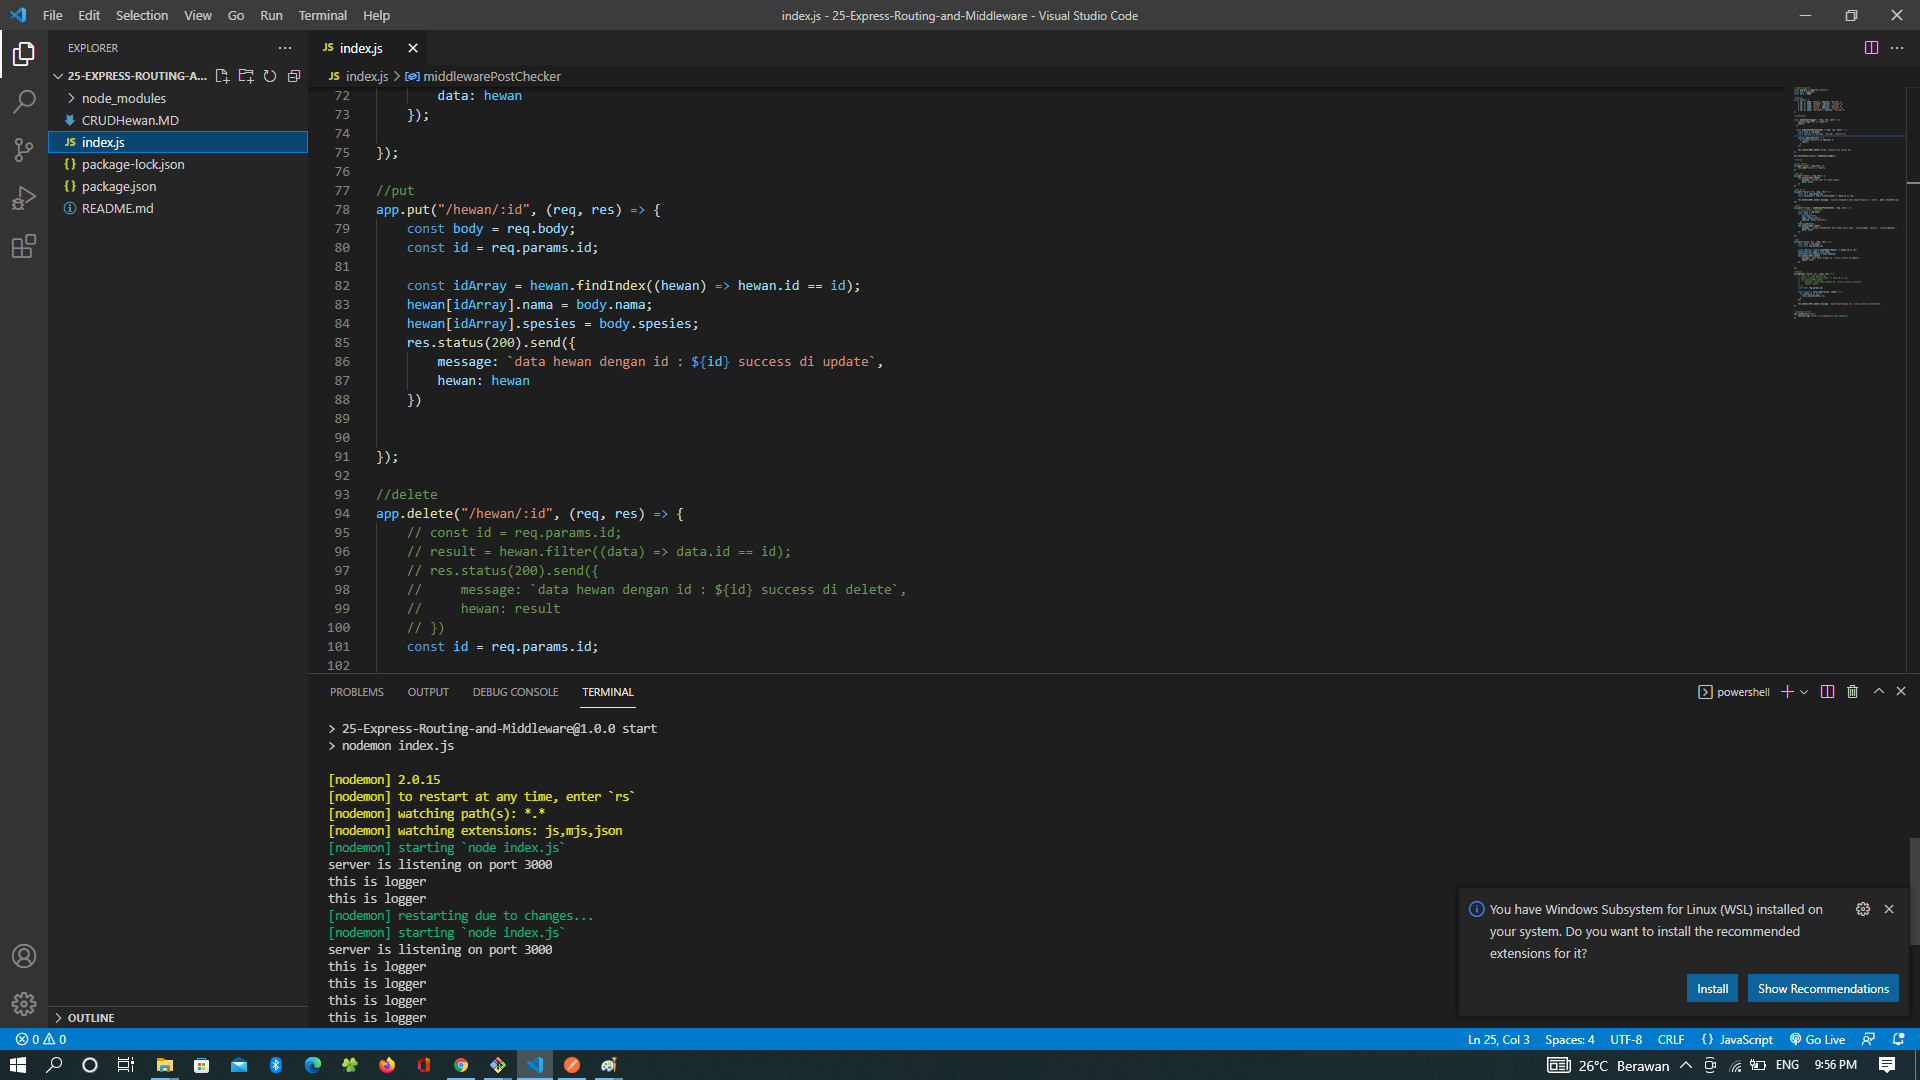 File Edit Selection View Go Run Terminal Help
index.js - 25-Express-Routing-and-Middleware - Visual Studio Code
EXPLORER
25-EXPRESS-ROUTING-A...
node_modules
CRUDHewan.MD
JS index.js
{} package-lock.json
{} package.json
README.md
OUTLINE
JS index.js
JS index.js > middlewarePostChecker
72 data: hewan
73 });
74
75 });
76
77 //put
78 app.put("/hewan/:id", (req, res) => {
79 const body = req.body;
80 const id = req.params.id;
81
82 const idArray = hewan.findIndex((hewan) => hewan.id == id);
83 hewan[idArray].nama = body.nama;
84 hewan[idArray].spesies = body.spesies;
85 res.status(200).send({
86 message: `data hewan dengan id : ${id} success di update`,
87 hewan: hewan
88 })
89
90
91 });
92
93 //delete
94 app.delete("/hewan/:id", (req, res) => {
95 // const id = req.params.id;
96 // result = hewan.filter((data) => data.id == id);
97 // res.status(200).send({
98 // message: `data hewan dengan id : ${id} success di delete`,
99 // hewan: result
100 // })
101 const id = req.params.id;
102
PROBLEMS OUTPUT DEBUG CONSOLE TERMINAL
powershell
> 25-Express-Routing-and-Middleware@1.0.0 start
> nodemon index.js
[nodemon] 2.0.15
[nodemon] to restart at any time, enter `rs`
[nodemon] watching path(s): *.*
[nodemon] watching extensions: js,mjs,json
[nodemon] starting `node index.js`
server is listening on port 3000
this is logger
this is logger
[nodemon] restarting due to changes...
[nodemon] starting `node index.js`
server is listening on port 3000
this is logger
this is logger
this is logger
this is logger
You have Windows Subsystem for Linux (WSL) installed on
your system. Do you want to install the recommended
extensions for it?
Install Show Recommendations
0 0
Ln 25, Col 3 Spaces: 4 UTF-8 CRLF {} JavaScript Go Live
26°C Berawan ENG 9:56 PM